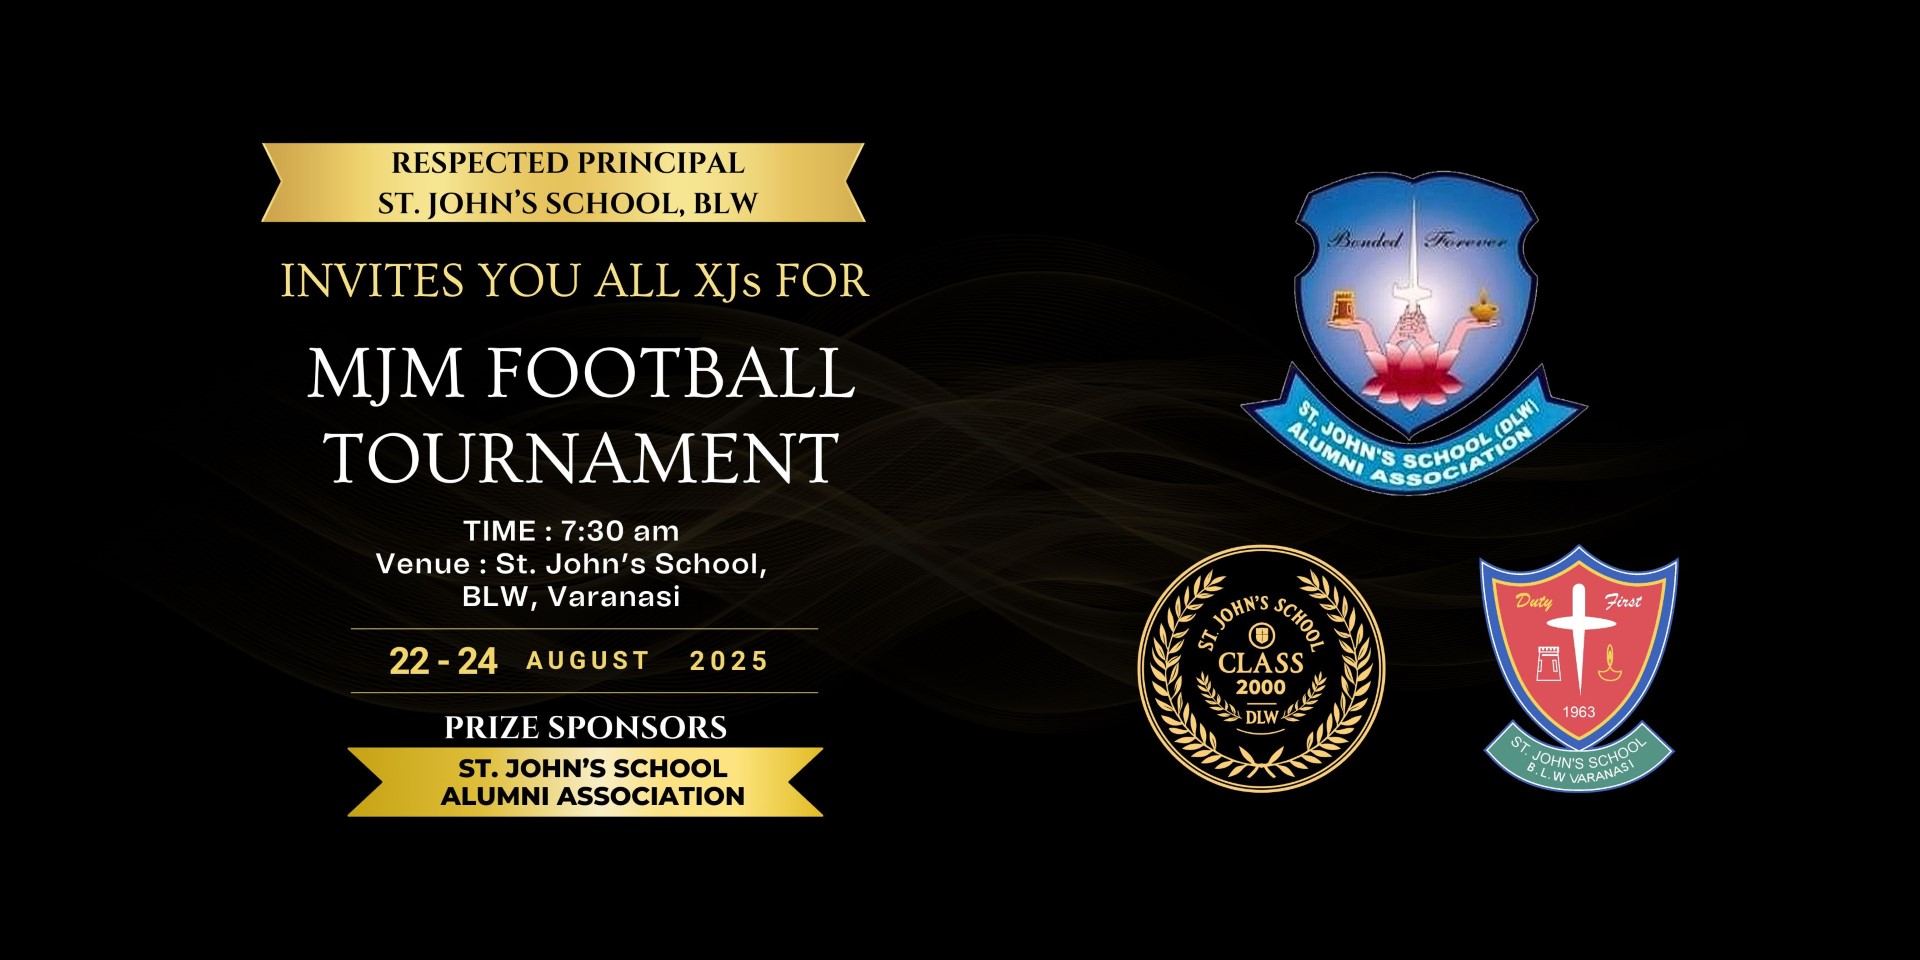 RESPECTED PRINCIPAL
ST. JOHN'S SCHOOL, BLW
INVITES YOU ALL XJs FOR
MJM FOOTBALL
TOURNAMENT
TIME : 7:30 am
Venue : St. John's School,
BLW, Varanasi
22 - 24 AUGUST 2025
PRIZE SPONSORS
ST. JOHN'S SCHOOL
ALUMNI ASSOCIATION
Bonded Forever
ST. JOHN'S SCHOOL (DLW)
ALUMNI ASSOCIATION
ST. JOHN'S SCHOOL
CLASS
2000
DLW
Duty First
1963
ST. JOHN'S SCHOOL
B.L.W VARANASI